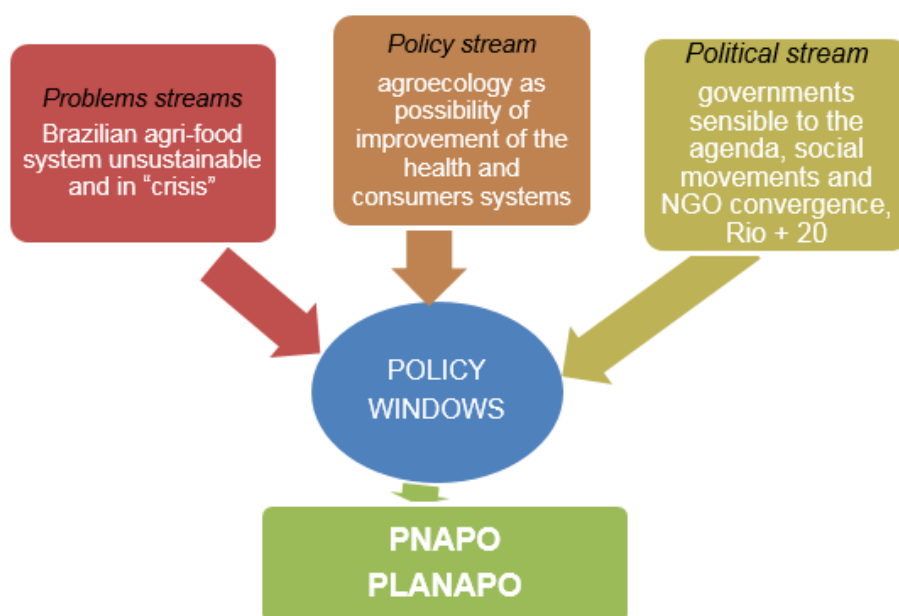 Problems streams
Brazilian agri-food
system unsustainable
and in “crisis”
Policy stream
agroecology as
possibility of
improvement of the
health and
consumers systems
Political stream
governments
sensible to the
agenda, social
movements and
NGO convergence,
Rio + 20
POLICY
WINDOWS
PNAPO
PLANAPO